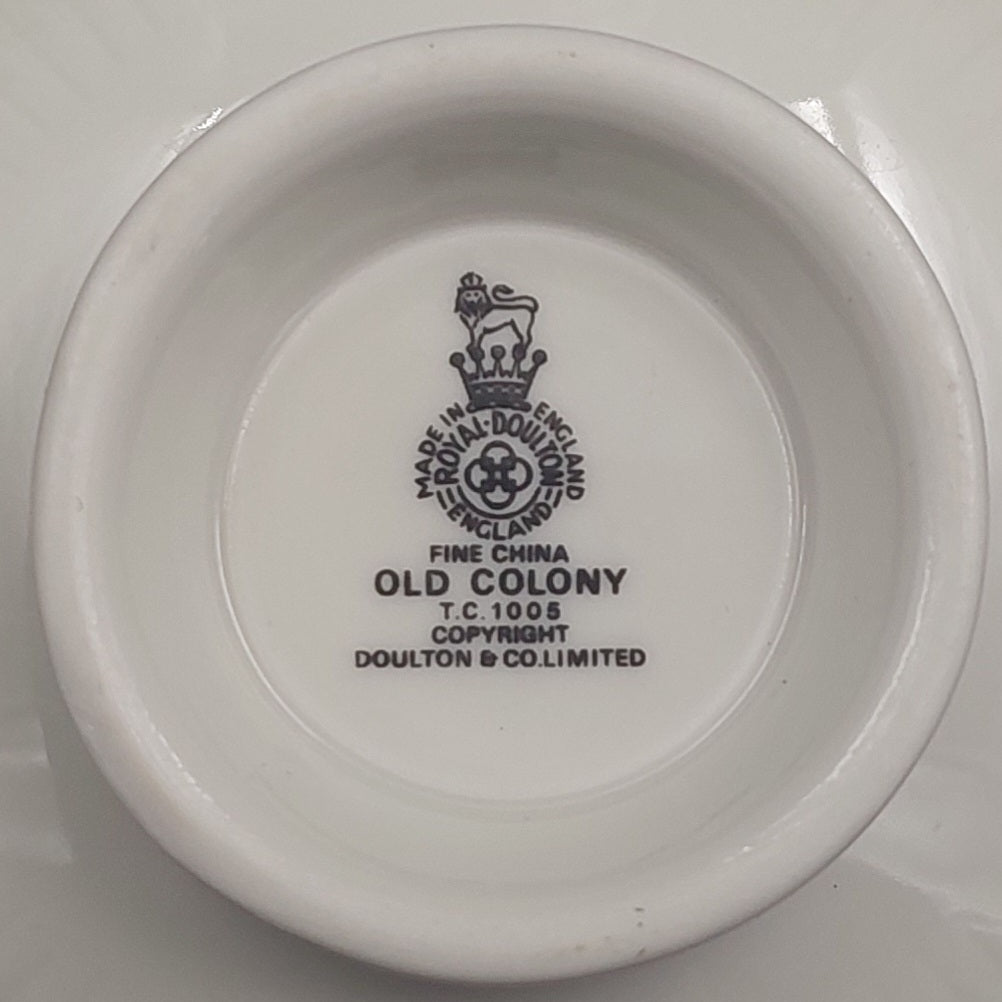 MADE IN ENGLAND
ROYAL·DOULTON
ENGLAND
FINE CHINA
OLD COLONY
T.C.1005
COPYRIGHT
DOULTON & CO.LIMITED